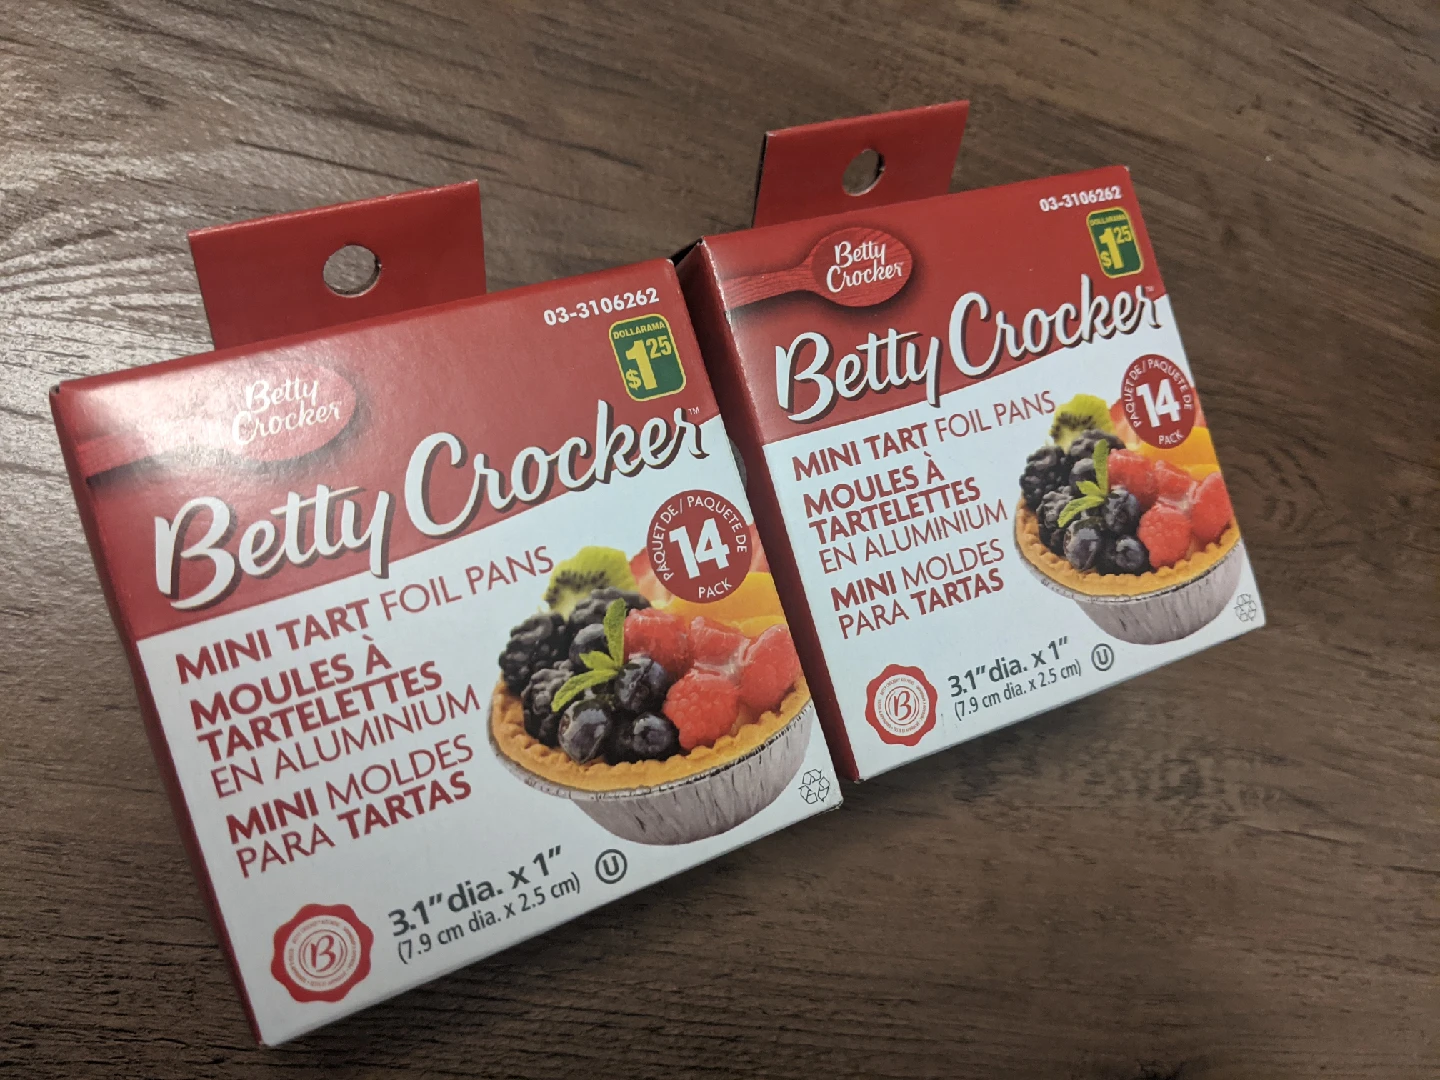 03-3106262
DOLLARAMA
$1.25
Betty
Crocker
Betty Crocker™
PAQUET DE / PAQUETE DE
14
PACK
MINI TART FOIL PANS
MOULES À
TARTELETTES
EN ALUMINIUM
MINI MOLDES
PARA TARTAS
3.1" dia. x 1"
(7.9 cm dia. x 2.5 cm)
U
B
03-3106262
DOLLARAMA
$1.25
Betty
Crocker
Betty Crocker™
PAQUET DE / PAQUETE DE
14
PACK
MINI TART FOIL PANS
MOULES À
TARTELETTES
EN ALUMINIUM
MINI MOLDES
PARA TARTAS
3.1" dia. x 1"
(7.9 cm dia. x 2.5 cm)
U
B